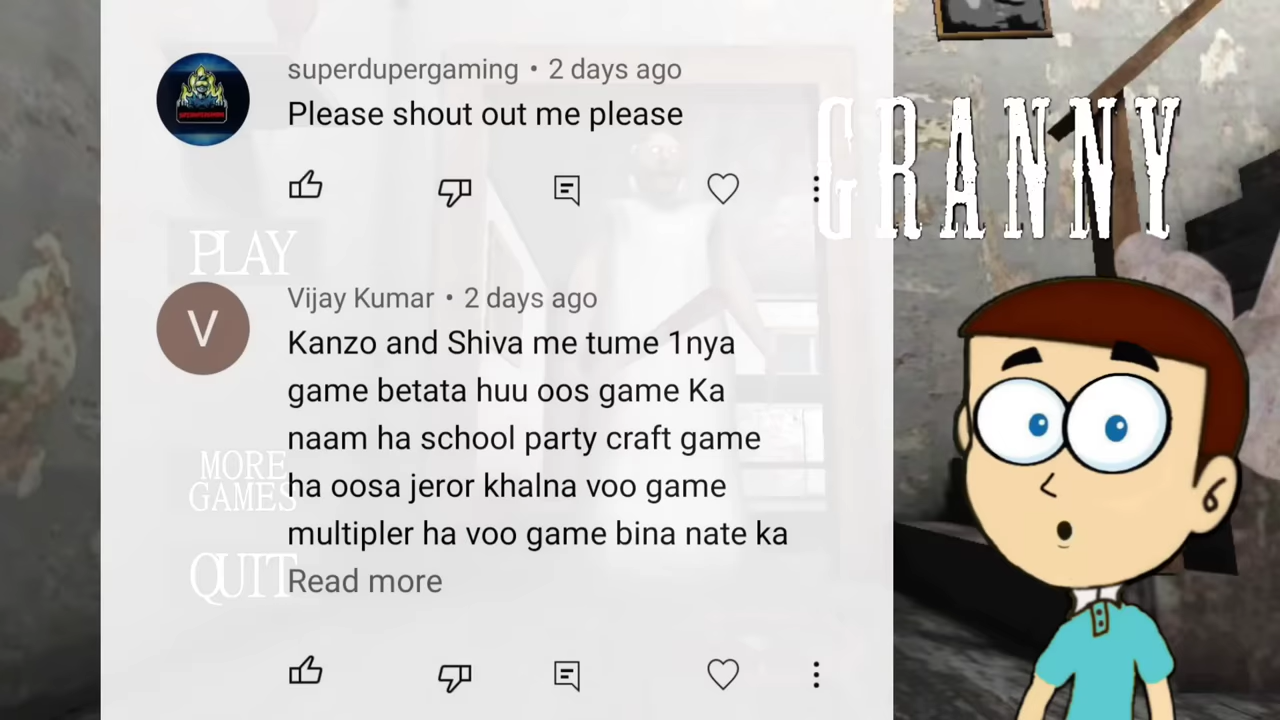 superdupergaming • 2 days ago
Please shout out me please
GRANNY
PLAY
V
Vijay Kumar • 2 days ago
Kanzo and Shiva me tume 1nya
game betata huu oos game Ka
naam ha school party craft game
ha oosa jeror khalna voo game
multipler ha voo game bina nate ka
Read more
MORE
GAMES
QUIT